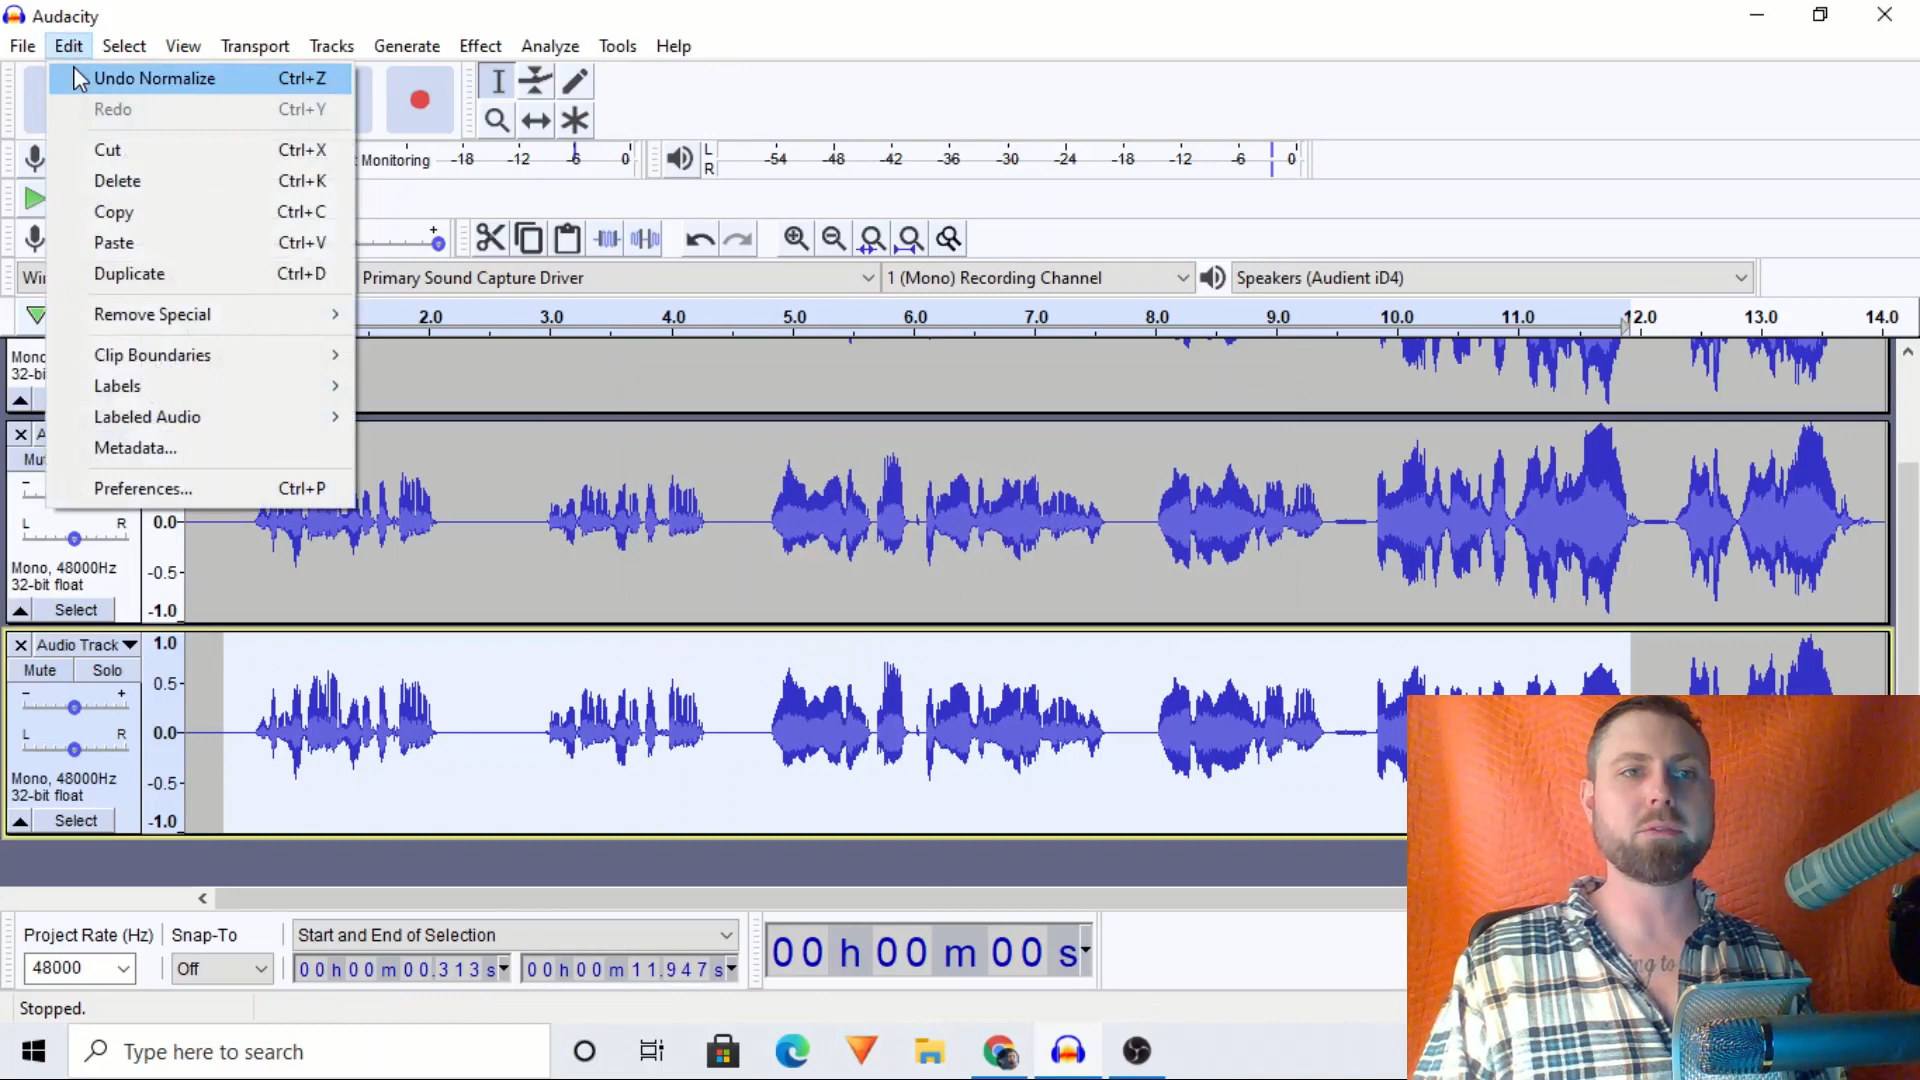 Audacity
File Edit Select View Transport Tracks Generate Effect Analyze Tools Help
Undo Normalize Ctrl+Z
Redo Ctrl+Y
Cut Ctrl+X
Delete Ctrl+K
Copy Ctrl+C
Paste Ctrl+V
Duplicate Ctrl+D
Remove Special
Clip Boundaries
Labels
Labeled Audio
Metadata...
Preferences... Ctrl+P
Monitoring -18 -12 -6 0
L
R
-54 -48 -42 -36 -30 -24 -18 -12 -6 0
- +
Primary Sound Capture Driver
1 (Mono) Recording Channel
Speakers (Audient iD4)
2.0 3.0 4.0 5.0 6.0 7.0 8.0 9.0 10.0 11.0 12.0 13.0 14.0
L R
Mono, 48000Hz
32-bit float
Select
0.0
-0.5
-1.0
Audio Track
Mute Solo
- +
L R
Mono, 48000Hz
32-bit float
Select
1.0
0.5
0.0
-0.5
-1.0
Project Rate (Hz)
48000
Snap-To
Off
Start and End of Selection
00 h 00 m 00.313 s
00 h 00 m 11.947 s
00 h 00 m 00 s
Stopped.
Type here to search